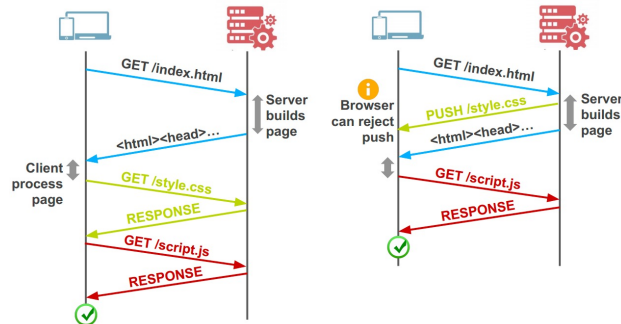 GET /index.html
Server
builds
page
<html><head>...
Client
process
page
GET /style.css
RESPONSE
GET /script.js
RESPONSE
GET /index.html
i
Browser
can reject
push
PUSH /style.css
Server
builds
page
<html><head>...
GET /script.js
RESPONSE